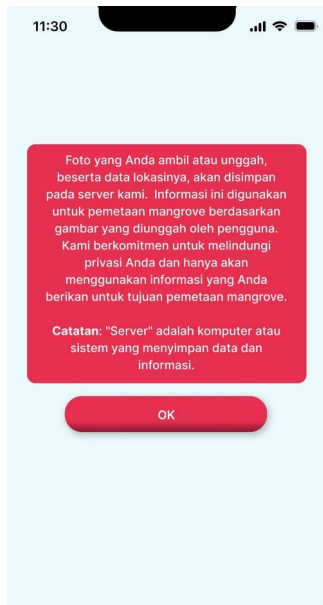 11:30
Foto yang Anda ambil atau unggah,
beserta data lokasinya, akan disimpan
pada server kami.  Informasi ini digunakan
untuk pemetaan mangrove berdasarkan
gambar yang diunggah oleh pengguna.
Kami berkomitmen untuk melindungi
privasi Anda dan hanya akan
menggunakan informasi yang Anda
berikan untuk tujuan pemetaan mangrove.
Catatan: "Server" adalah komputer atau
sistem yang menyimpan data dan
informasi.
OK